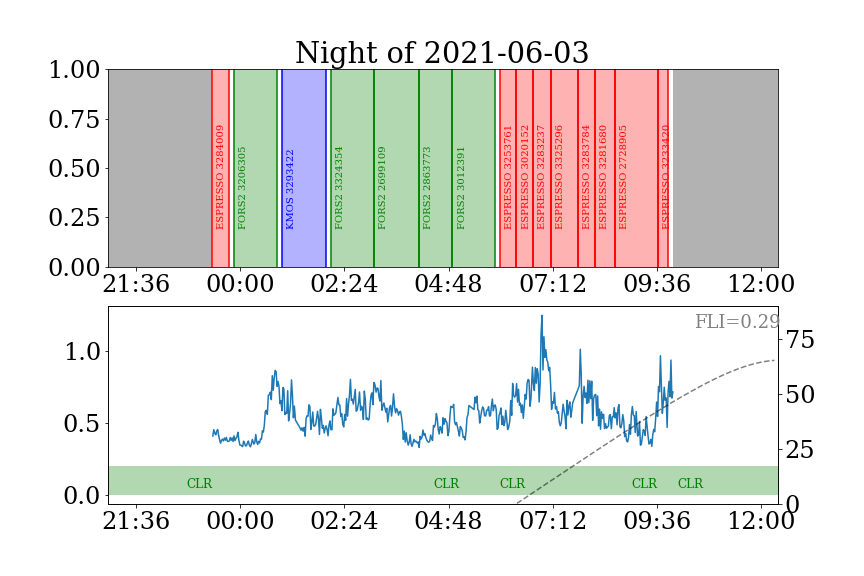 Night of 2021-06-03
1.00
0.75
0.50
0.25
0.00
ESPRESSO 3284009
FORS2 3206305
KMOS 3293422
FORS2 3324354
FORS2 2699109
FORS2 2863773
FORS2 3012391
ESPRESSO 3253761
ESPRESSO 3020152
ESPRESSO 3283237
ESPRESSO 3325296
ESPRESSO 3283784
ESPRESSO 3281680
ESPRESSO 2728905
ESPRESSO 3233420
21:36 00:00 02:24 04:48 07:12 09:36 12:00
FLI=0.29
1.0
0.5
0.0
75
50
25
0
CLR CLR CLR CLR CLR
21:36 00:00 02:24 04:48 07:12 09:36 12:00